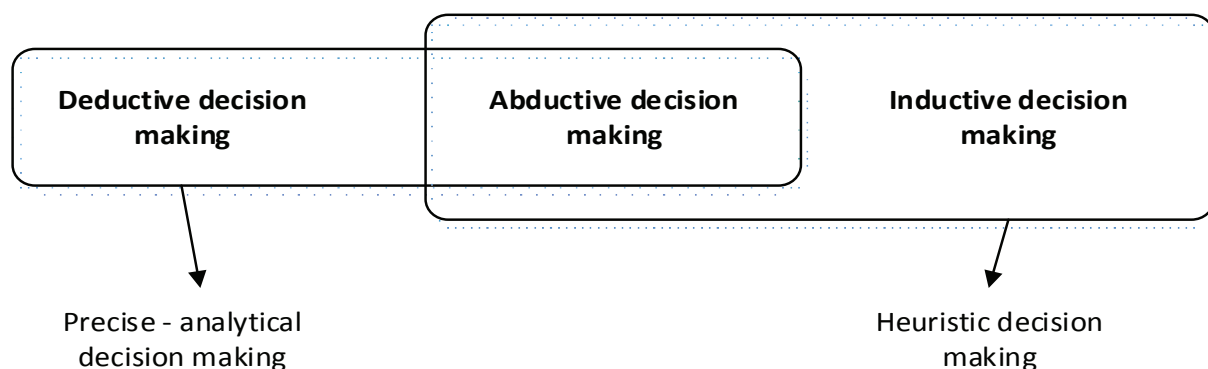 Deductive decision
making
Abductive decision
making
Inductive decision
making
Precise - analytical
decision making
Heuristic decision
making